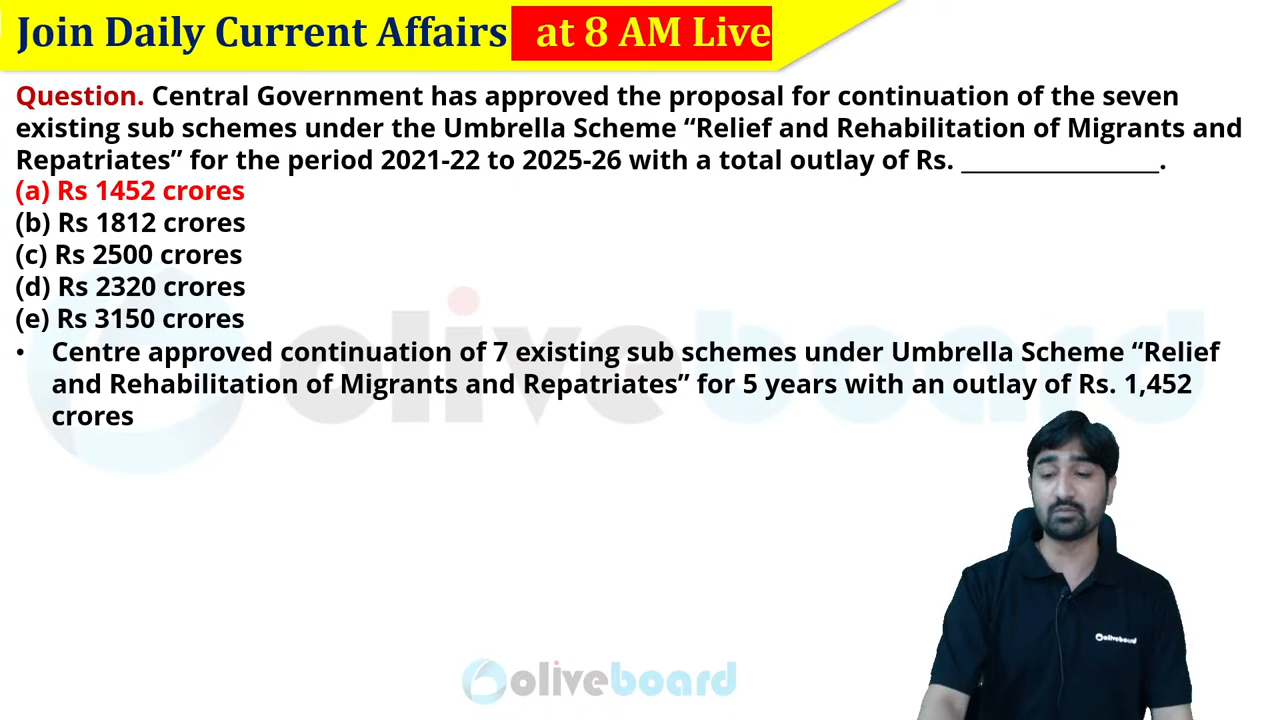 Join Daily Current Affairs at 8 AM Live
Question. Central Government has approved the proposal for continuation of the seven
existing sub schemes under the Umbrella Scheme “Relief and Rehabilitation of Migrants and
Repatriates” for the period 2021-22 to 2025-26 with a total outlay of Rs. _________________.
(a) Rs 1452 crores
(b) Rs 1812 crores
(c) Rs 2500 crores
(d) Rs 2320 crores
(e) Rs 3150 crores
• Centre approved continuation of 7 existing sub schemes under Umbrella Scheme “Relief
and Rehabilitation of Migrants and Repatriates” for 5 years with an outlay of Rs. 1,452
crores
oliveboard
oliveboard
oliveboard